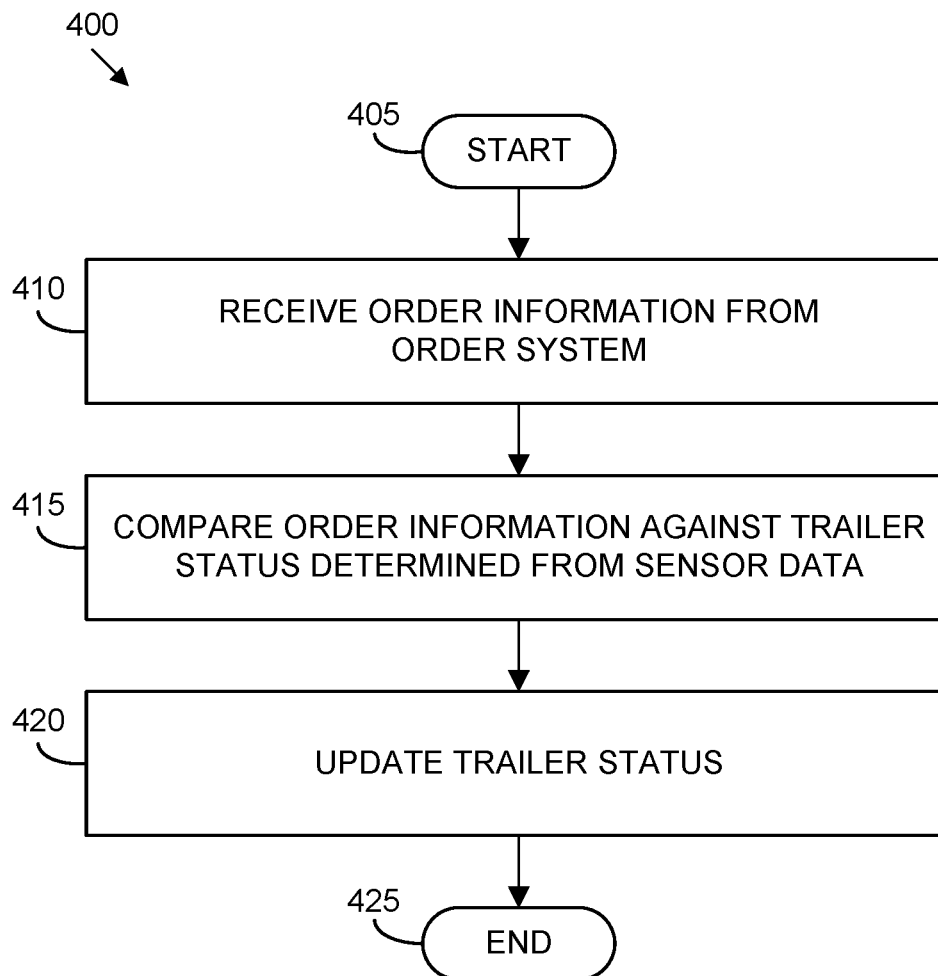 400
405
START
410
RECEIVE ORDER INFORMATION FROM
ORDER SYSTEM
415
COMPARE ORDER INFORMATION AGAINST TRAILER
STATUS DETERMINED FROM SENSOR DATA
420
UPDATE TRAILER STATUS
425
END